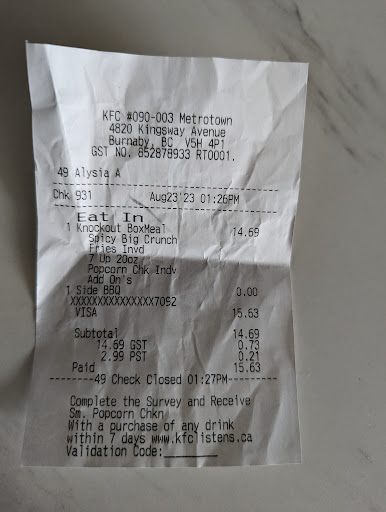 KFC #090-003 Metrotown
4820 Kingsway Avenue
Burnaby, BC V5H 4P1
GST NO. 852878933 RT0001.
49 Alysia A
Chk 931 Aug23'23 01:26PM
Eat In
1 Knockout BoxMeal 14.69
Spicy Big Crunch
Fries Indv
7 Up 20oz
Popcorn Chk Indv
Add On's
1 Side BBQ 0.00
XXXXXXXXXXXXXXX7092
VISA 15.63
Subtotal 14.69
14.69 GST 0.73
2.99 PST 0.21
Paid 15.63
49 Check Closed 01:27PM
Complete the Survey and Receive
Sm. Popcorn Chkn
With a purchase of any drink
within 7 days www.kfclistens.ca
Validation Code:________